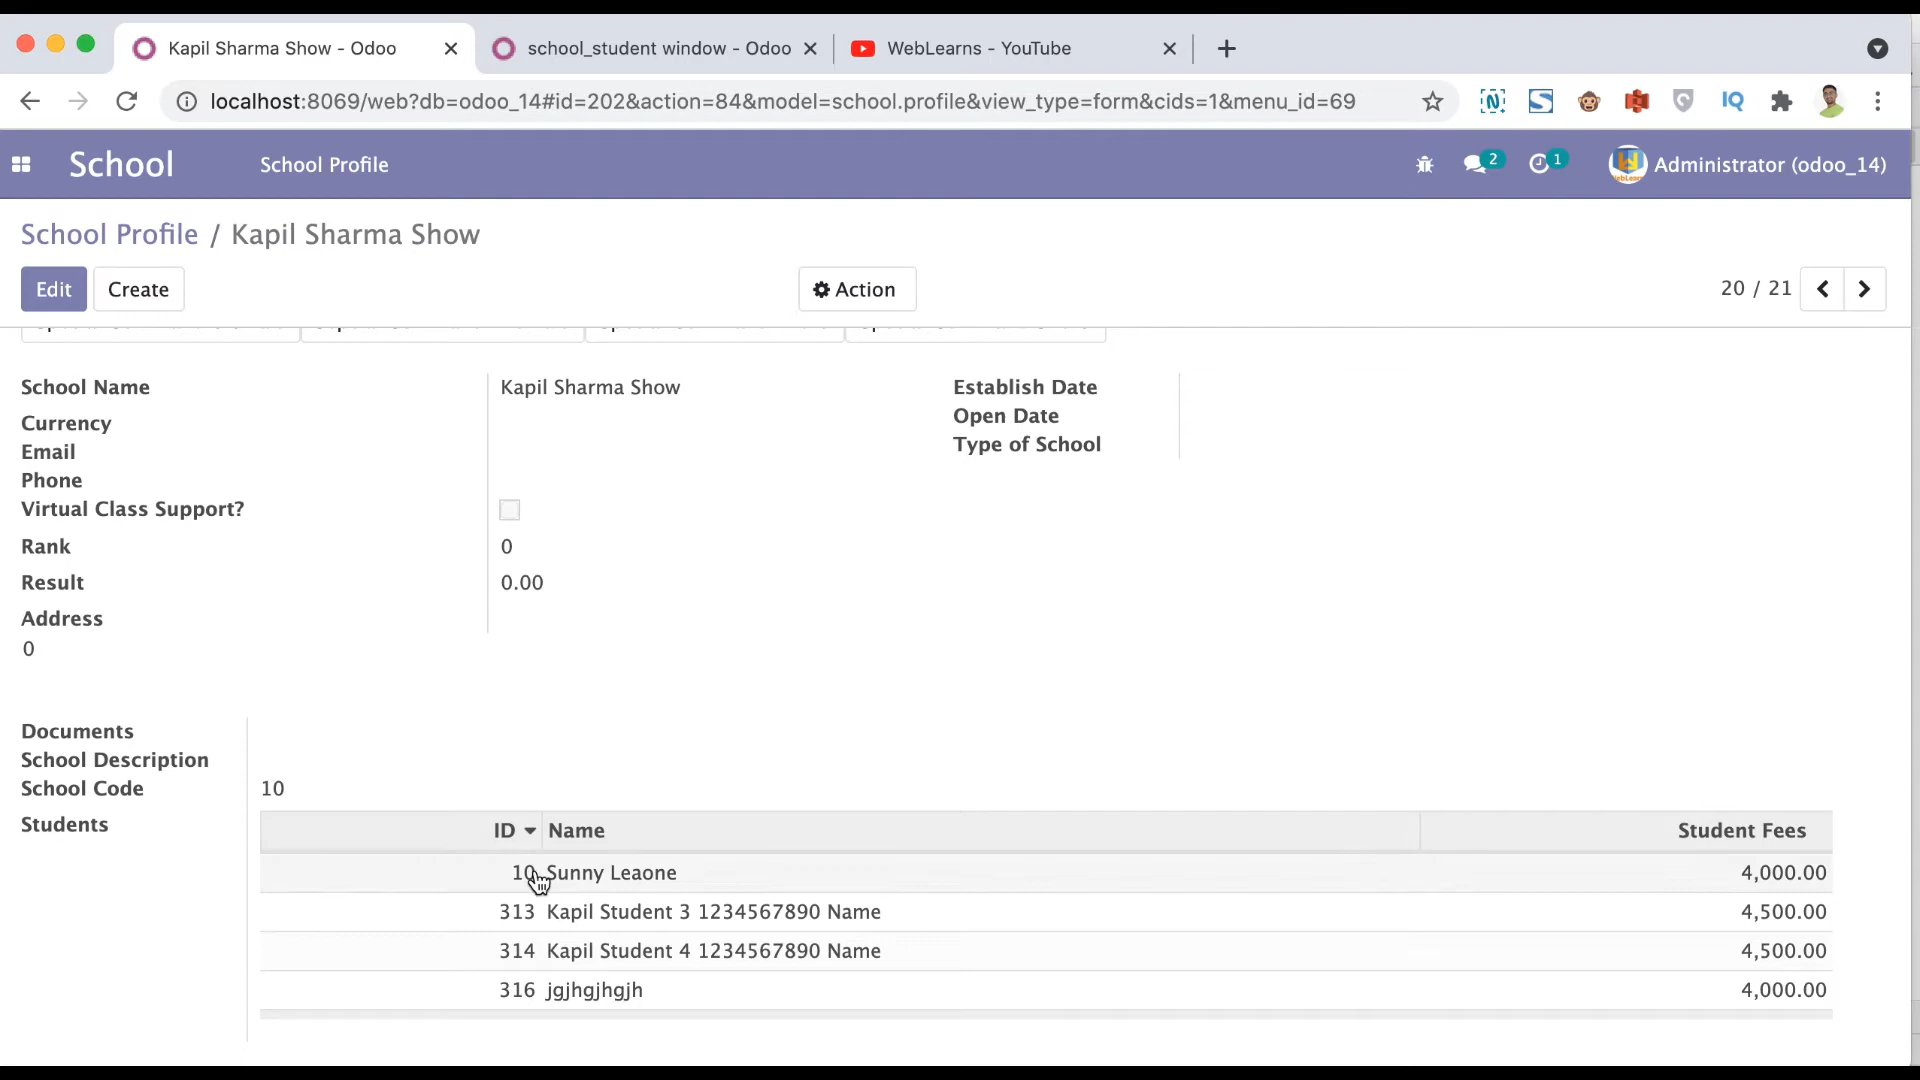 Kapil Sharma Show - Odoo
school_student window - Odoo
WebLearns - YouTube
localhost:8069/web?db=odoo_14#id=202&action=84&model=school.profile&view_type=form&cids=1&menu_id=69
School
School Profile
2
1
Administrator (odoo_14)
School Profile / Kapil Sharma Show
Edit
Create
Action
20 / 21
School Name
Kapil Sharma Show
Establish Date
Currency
Open Date
Email
Type of School
Phone
Virtual Class Support?
Rank
0
Result
0.00
Address
0
Documents
School Description
School Code
10
Students
ID
Name
Student Fees
10
Sunny Leaone
4,000.00
313
Kapil Student 3 1234567890 Name
4,500.00
314
Kapil Student 4 1234567890 Name
4,500.00
316
jgjhgjhgjh
4,000.00